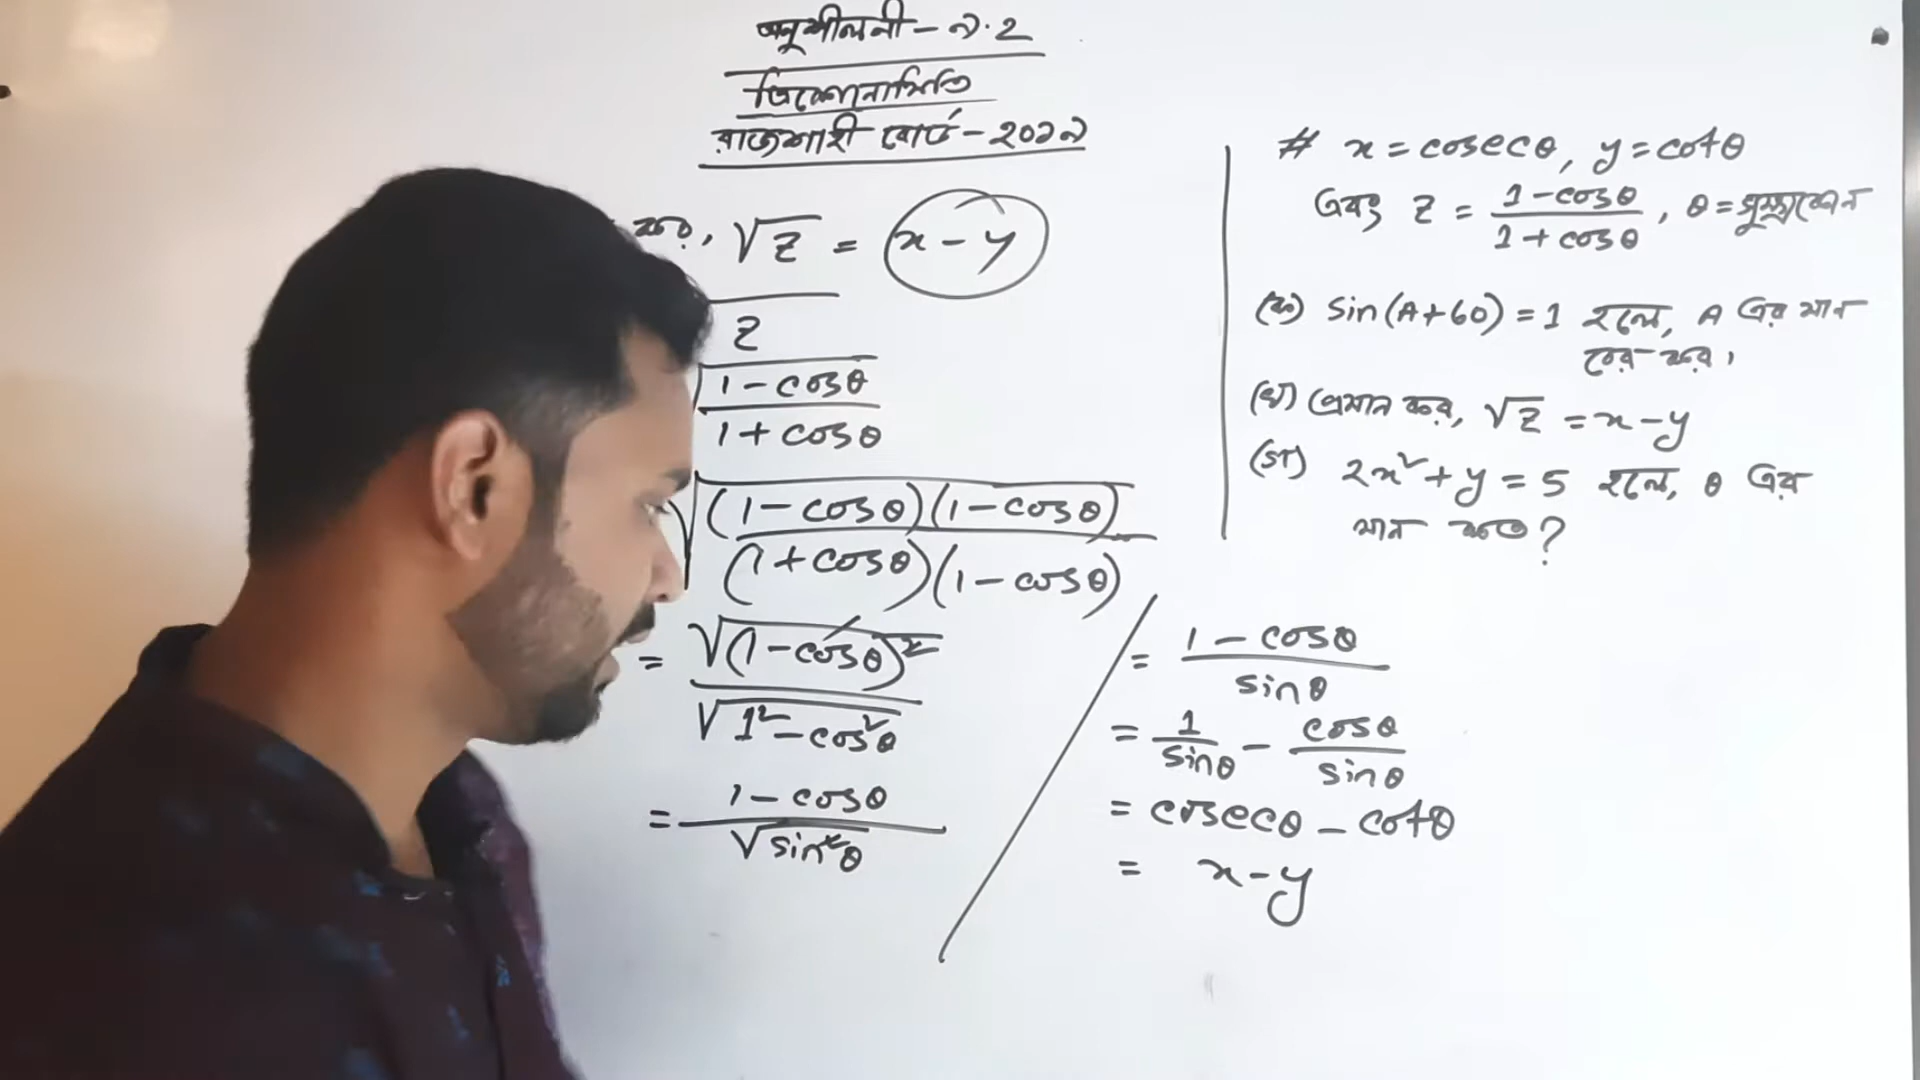 অনুশীলনী - ৯.২
ত্রিকোনোমিতি
রাজশাহী বোর্ড - ২০১৯
কর, √z = x - y
z
1 - cosθ
1 + cosθ
√(1 - cosθ)(1 - cosθ)
(1 + cosθ)(1 - cosθ)
= √(1 - cosθ)²
√1² - cos²θ
= 1 - cosθ
√sin²θ
= 1 - cosθ
sinθ
= 1/sinθ - cosθ/sinθ
= cosecθ - cotθ
= x - y
# x = cosecθ, y = cotθ
এবং z = (1 - cosθ)/(1 + cosθ), θ = সূক্ষ্মকোন
(ক) sin(A + 60) = 1 হলে, A এর মান
বের কর।
(খ) প্রমান কর, √z = x - y
(গ) 2x² + y = 5 হলে, θ এর
মান কত?